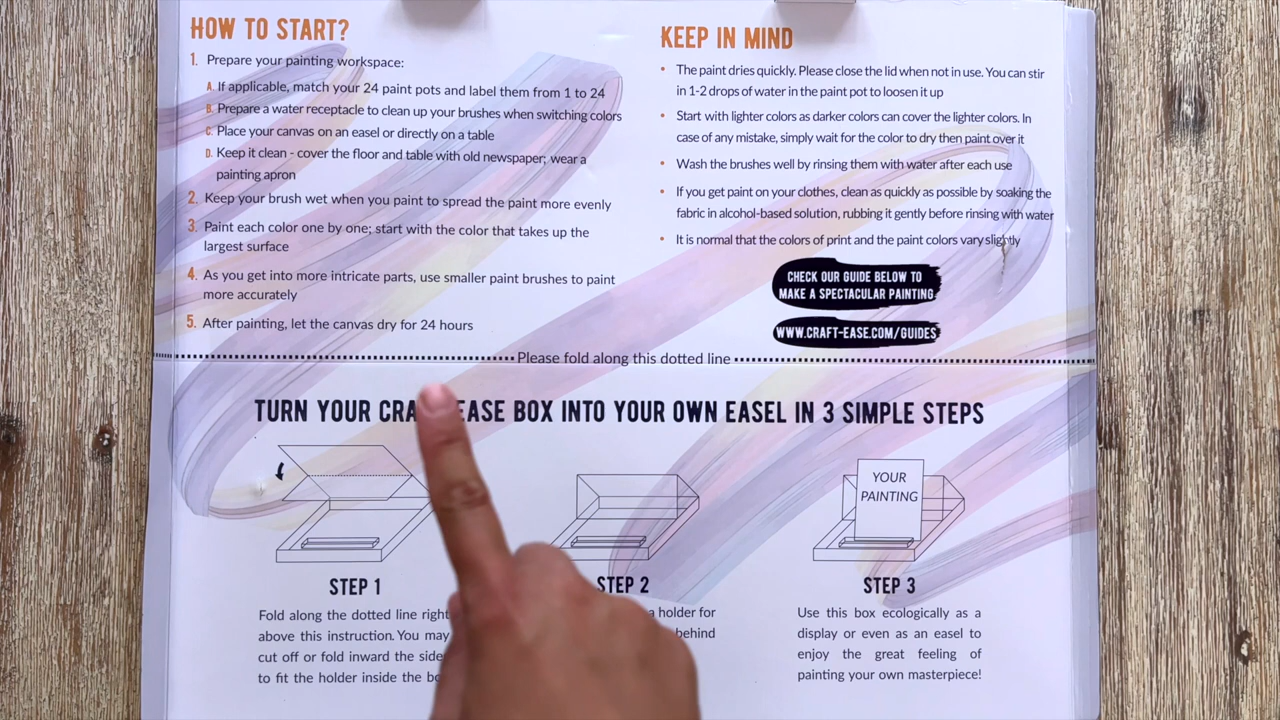 HOW TO START?
1. Prepare your painting workspace:
A. If applicable, match your 24 paint pots and label them from 1 to 24
B. Prepare a water receptacle to clean up your brushes when switching colors
C. Place your canvas on an easel or directly on a table
D. Keep it clean - cover the floor and table with old newspaper; wear a
painting apron
2. Keep your brush wet when you paint to spread the paint more evenly
3. Paint each color one by one; start with the color that takes up the
largest surface
4. As you get into more intricate parts, use smaller paint brushes to paint
more accurately
5. After painting, let the canvas dry for 24 hours
KEEP IN MIND
• The paint dries quickly. Please close the lid when not in use. You can stir
in 1-2 drops of water in the paint pot to loosen it up
• Start with lighter colors as darker colors can cover the lighter colors. In
case of any mistake, simply wait for the color to dry then paint over it
• Wash the brushes well by rinsing them with water after each use
• If you get paint on your clothes, clean as quickly as possible by soaking the
fabric in alcohol-based solution, rubbing it gently before rinsing with water
• It is normal that the colors of print and the paint colors vary slightly
CHECK OUR GUIDE BELOW TO
MAKE A SPECTACULAR PAINTING
WWW.CRAFT-EASE.COM/GUIDES
Please fold along this dotted line
TURN YOUR CRA EASE BOX INTO YOUR OWN EASEL IN 3 SIMPLE STEPS
YOUR
PAINTING
STEP 1
Fold along the dotted line right
above this instruction. You may
cut off or fold inward the side
to fit the holder inside the
STEP 2
a holder for
behind
STEP 3
Use this box ecologically as a
display or even as an easel to
enjoy the great feeling of
painting your own masterpiece!